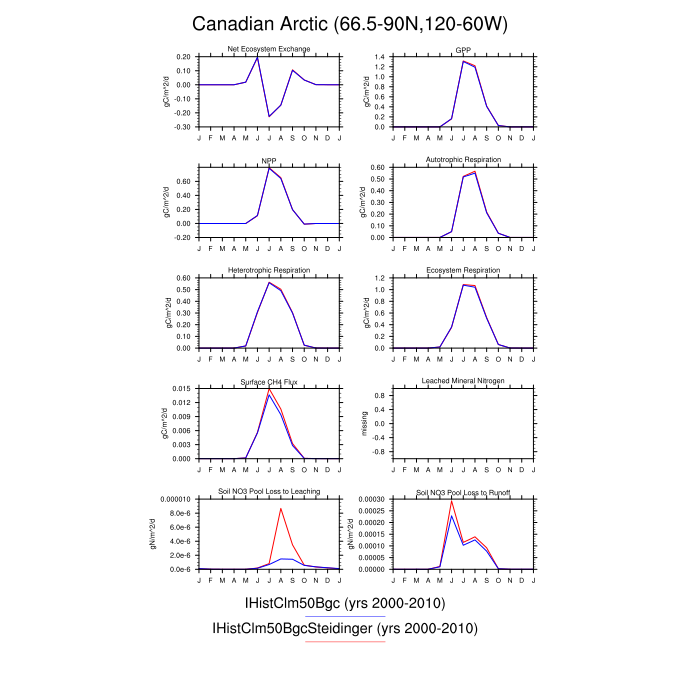 Canadian Arctic (66.5-90N,120-60W)
Net Ecosystem Exchange
gC/m^2/d
0.20
0.10
0.00
-0.10
-0.20
-0.30
J F M A M J J A S O N D J
GPP
gC/m^2/d
1.4
1.2
1.0
0.8
0.6
0.4
0.2
0.0
J F M A M J J A S O N D J
NPP
gC/m^2/d
0.60
0.40
0.20
0.00
-0.20
J F M A M J J A S O N D J
Autotrophic Respiration
gC/m^2/d
0.60
0.50
0.40
0.30
0.20
0.10
0.00
J F M A M J J A S O N D J
Heterotrophic Respiration
gC/m^2/d
0.60
0.50
0.40
0.30
0.20
0.10
0.00
J F M A M J J A S O N D J
Ecosystem Respiration
gC/m^2/d
1.2
1.0
0.8
0.6
0.4
0.2
0.0
J F M A M J J A S O N D J
Surface CH4 Flux
gC/m^2/d
0.015
0.012
0.009
0.006
0.003
0.000
J F M A M J J A S O N D J
Leached Mineral Nitrogen
missing
0.8
0.4
0.0
-0.4
-0.8
J F M A M J J A S O N D J
Soil NO3 Pool Loss to Leaching
gN/m^2/d
0.000010
8.0e-6
6.0e-6
4.0e-6
2.0e-6
0.0e-6
J F M A M J J A S O N D J
Soil NO3 Pool Loss to Runoff
gN/m^2/d
0.00030
0.00025
0.00020
0.00015
0.00010
0.00005
0.00000
J F M A M J J A S O N D J
IHistClm50Bgc (yrs 2000-2010)
IHistClm50BgcSteidinger (yrs 2000-2010)